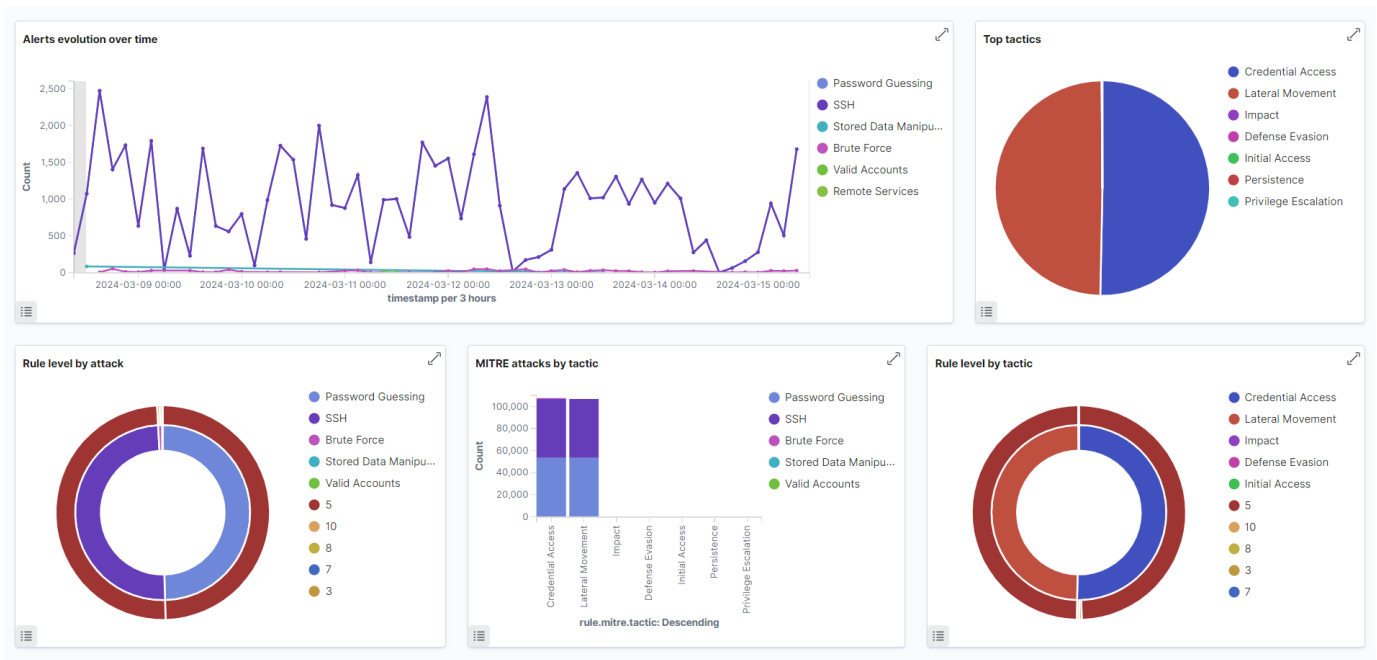 Alerts evolution over time
2,500
2,000
1,500
1,000
500
0
Count
2024-03-09 00:00
2024-03-10 00:00
2024-03-11 00:00
2024-03-12 00:00
2024-03-13 00:00
2024-03-14 00:00
2024-03-15 00:00
timestamp per 3 hours
Password Guessing
SSH
Stored Data Manipu...
Brute Force
Valid Accounts
Remote Services
Top tactics
Credential Access
Lateral Movement
Impact
Defense Evasion
Initial Access
Persistence
Privilege Escalation
Rule level by attack
Password Guessing
SSH
Brute Force
Stored Data Manipu...
Valid Accounts
5
10
8
7
3
MITRE attacks by tactic
100,000
80,000
60,000
40,000
20,000
0
Count
Credential Access
Lateral Movement
Impact
Defense Evasion
Initial Access
Persistence
Privilege Escalation
rule.mitre.tactic: Descending
Password Guessing
SSH
Brute Force
Stored Data Manipu...
Valid Accounts
Rule level by tactic
Credential Access
Lateral Movement
Impact
Defense Evasion
Initial Access
5
10
8
3
7